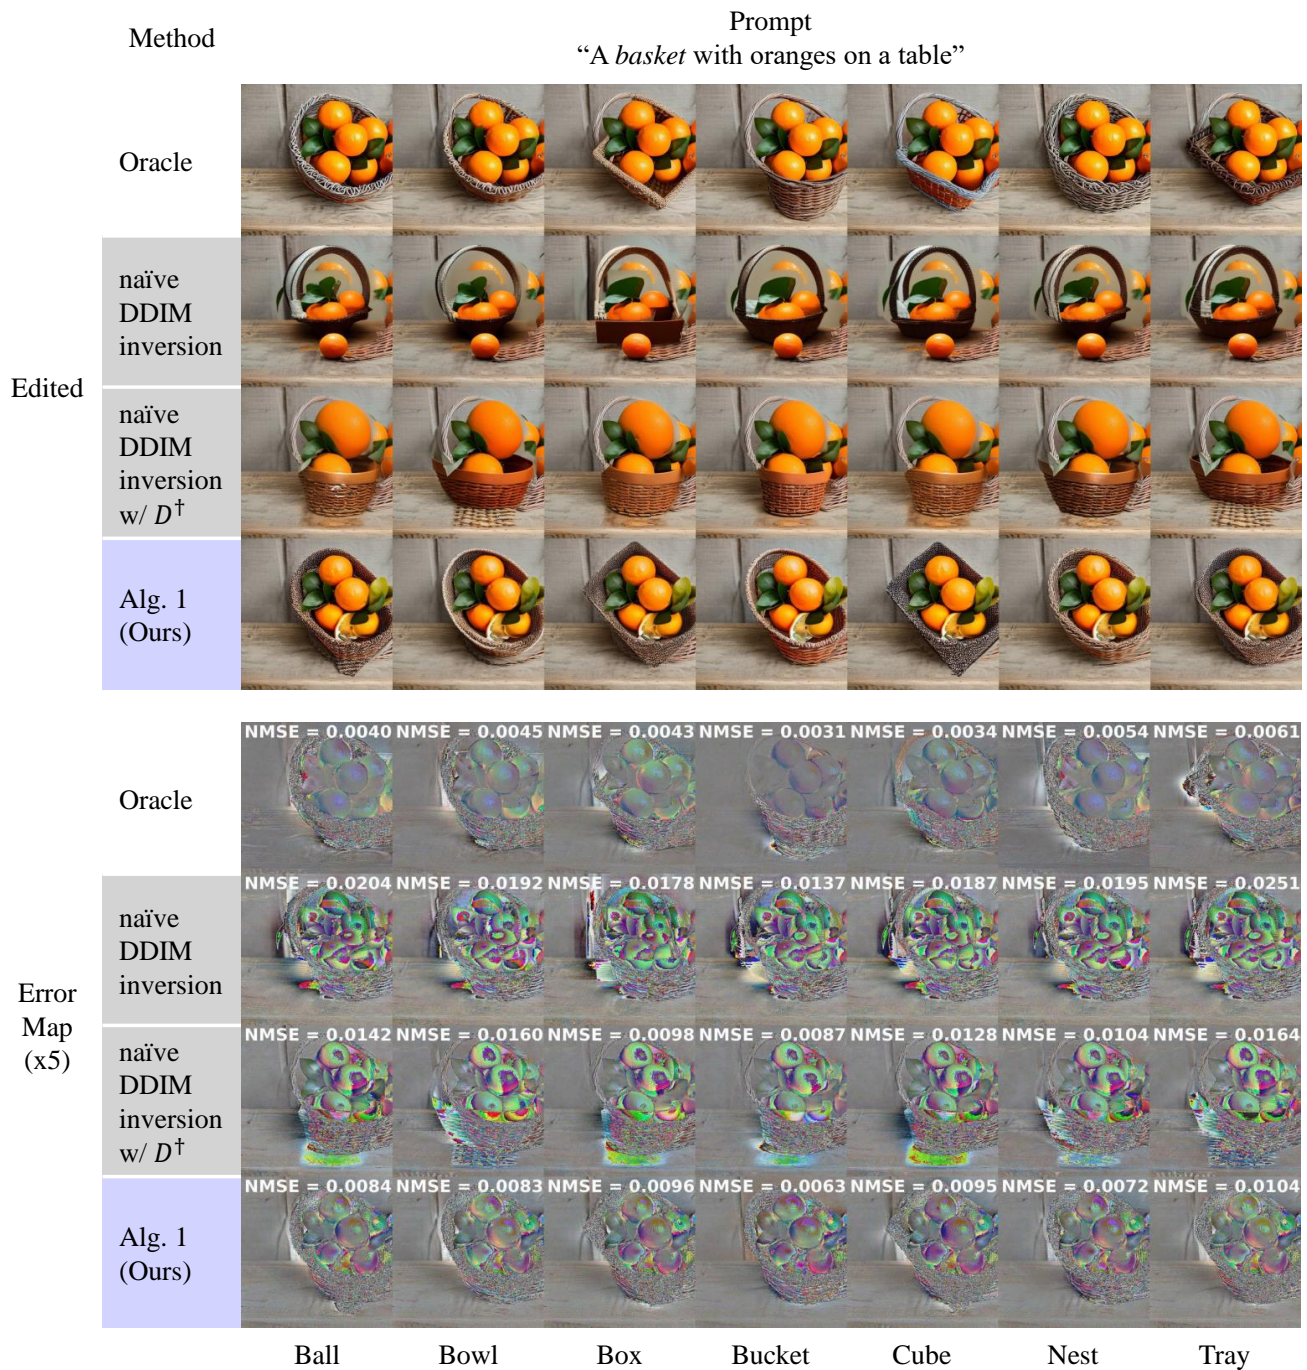 Method
Prompt
“A basket with oranges on a table”
Edited
Oracle
naïve
DDIM
inversion
naïve
DDIM
inversion
w/ D†
Alg. 1
(Ours)
Error
Map
(x5)
Oracle
NMSE = 0.0040 NMSE = 0.0045 NMSE = 0.0043 NMSE = 0.0031 NMSE = 0.0034 NMSE = 0.0054 NMSE = 0.0061
naïve
DDIM
inversion
NMSE = 0.0204 NMSE = 0.0192 NMSE = 0.0178 NMSE = 0.0137 NMSE = 0.0187 NMSE = 0.0195 NMSE = 0.0251
naïve
DDIM
inversion
w/ D†
NMSE = 0.0142 NMSE = 0.0160 NMSE = 0.0098 NMSE = 0.0087 NMSE = 0.0128 NMSE = 0.0104 NMSE = 0.0164
Alg. 1
(Ours)
NMSE = 0.0084 NMSE = 0.0083 NMSE = 0.0096 NMSE = 0.0063 NMSE = 0.0095 NMSE = 0.0072 NMSE = 0.0104
Ball Bowl Box Bucket Cube Nest Tray